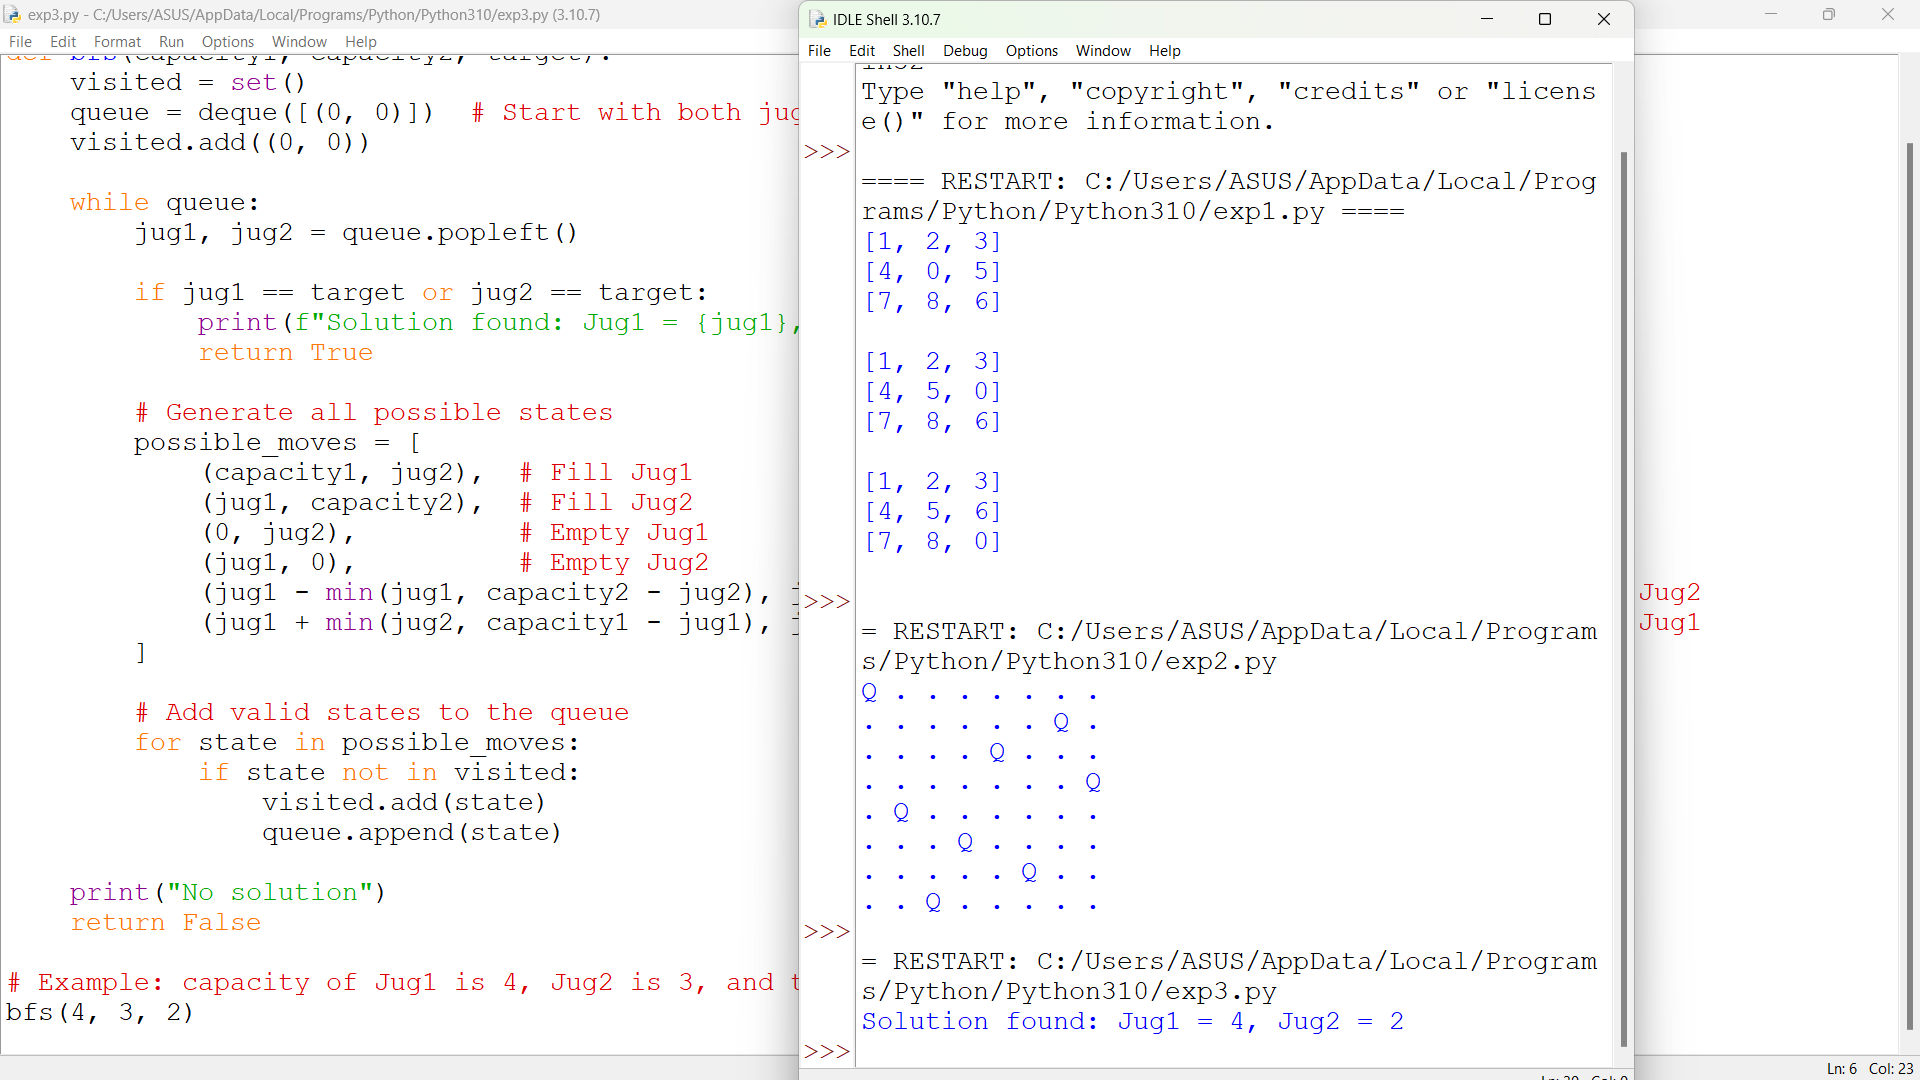 exp3.py - C:/Users/ASUS/AppData/Local/Programs/Python/Python310/exp3.py (3.10.7)
File Edit Format Run Options Window Help
visited = set()
queue = deque([(0, 0)])  # Start with both
visited.add((0, 0))
while queue:
jug1, jug2 = queue.popleft()
if jug1 == target or jug2 == target:
print(f"Solution found: Jug1 = {jug1},
return True
# Generate all possible states
possible_moves = [
(capacity1, jug2),  # Fill Jug1
(jug1, capacity2),  # Fill Jug2
(0, jug2),          # Empty Jug1
(jug1, 0),          # Empty Jug2
(jug1 - min(jug1, capacity2 - jug2),
(jug1 + min(jug2, capacity1 - jug1),
]
# Add valid states to the queue
for state in possible_moves:
if state not in visited:
visited.add(state)
queue.append(state)
print("No solution")
return False
# Example: capacity of Jug1 is 4, Jug2 is 3, and
bfs(4, 3, 2)
IDLE Shell 3.10.7
File Edit Shell Debug Options Window Help
Type "help", "copyright", "credits" or "licens
e()" for more information.
>>>
==== RESTART: C:/Users/ASUS/AppData/Local/Prog
rams/Python/Python310/exp1.py ====
[1, 2, 3]
[4, 0, 5]
[7, 8, 6]
[1, 2, 3]
[4, 5, 0]
[7, 8, 6]
[1, 2, 3]
[4, 5, 6]
[7, 8, 0]
>>>
= RESTART: C:/Users/ASUS/AppData/Local/Program
s/Python/Python310/exp2.py
Q . . . . . . .
. . . . . . Q .
. . . . Q . . .
. . . . . . . Q
. Q . . . . . .
. . . Q . . . .
. . . . . Q . .
. . Q . . . . .
>>>
= RESTART: C:/Users/ASUS/AppData/Local/Program
s/Python/Python310/exp3.py
Solution found: Jug1 = 4, Jug2 = 2
>>>
Jug2
Jug1
Ln: 6 Col: 23